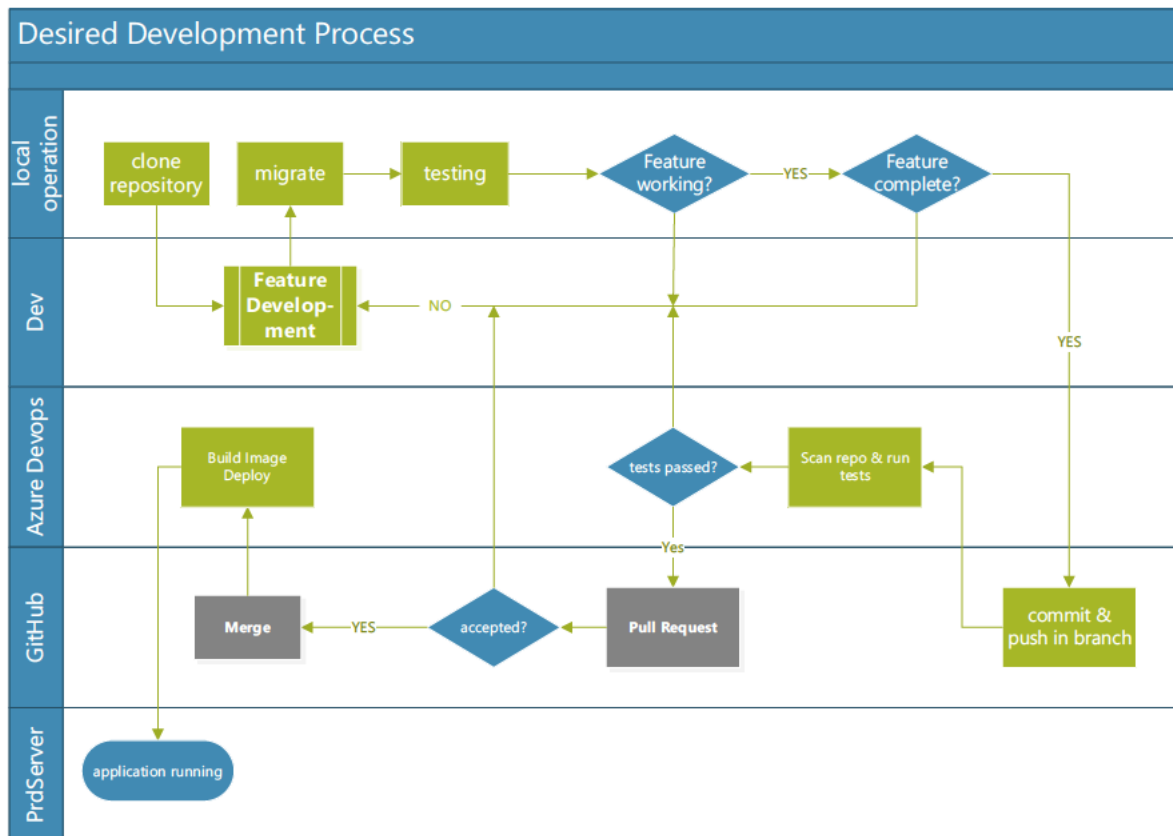 Desired Development Process
local
operation
clone
repository
migrate
testing
Feature
working?
YES
Feature
complete?
Dev
Feature
Develop-
ment
NO
YES
Azure Devops
Build Image
Deploy
tests passed?
Scan repo & run
tests
Yes
GitHub
Merge
YES
accepted?
Pull Request
commit &
push in branch
PrdServer
application running